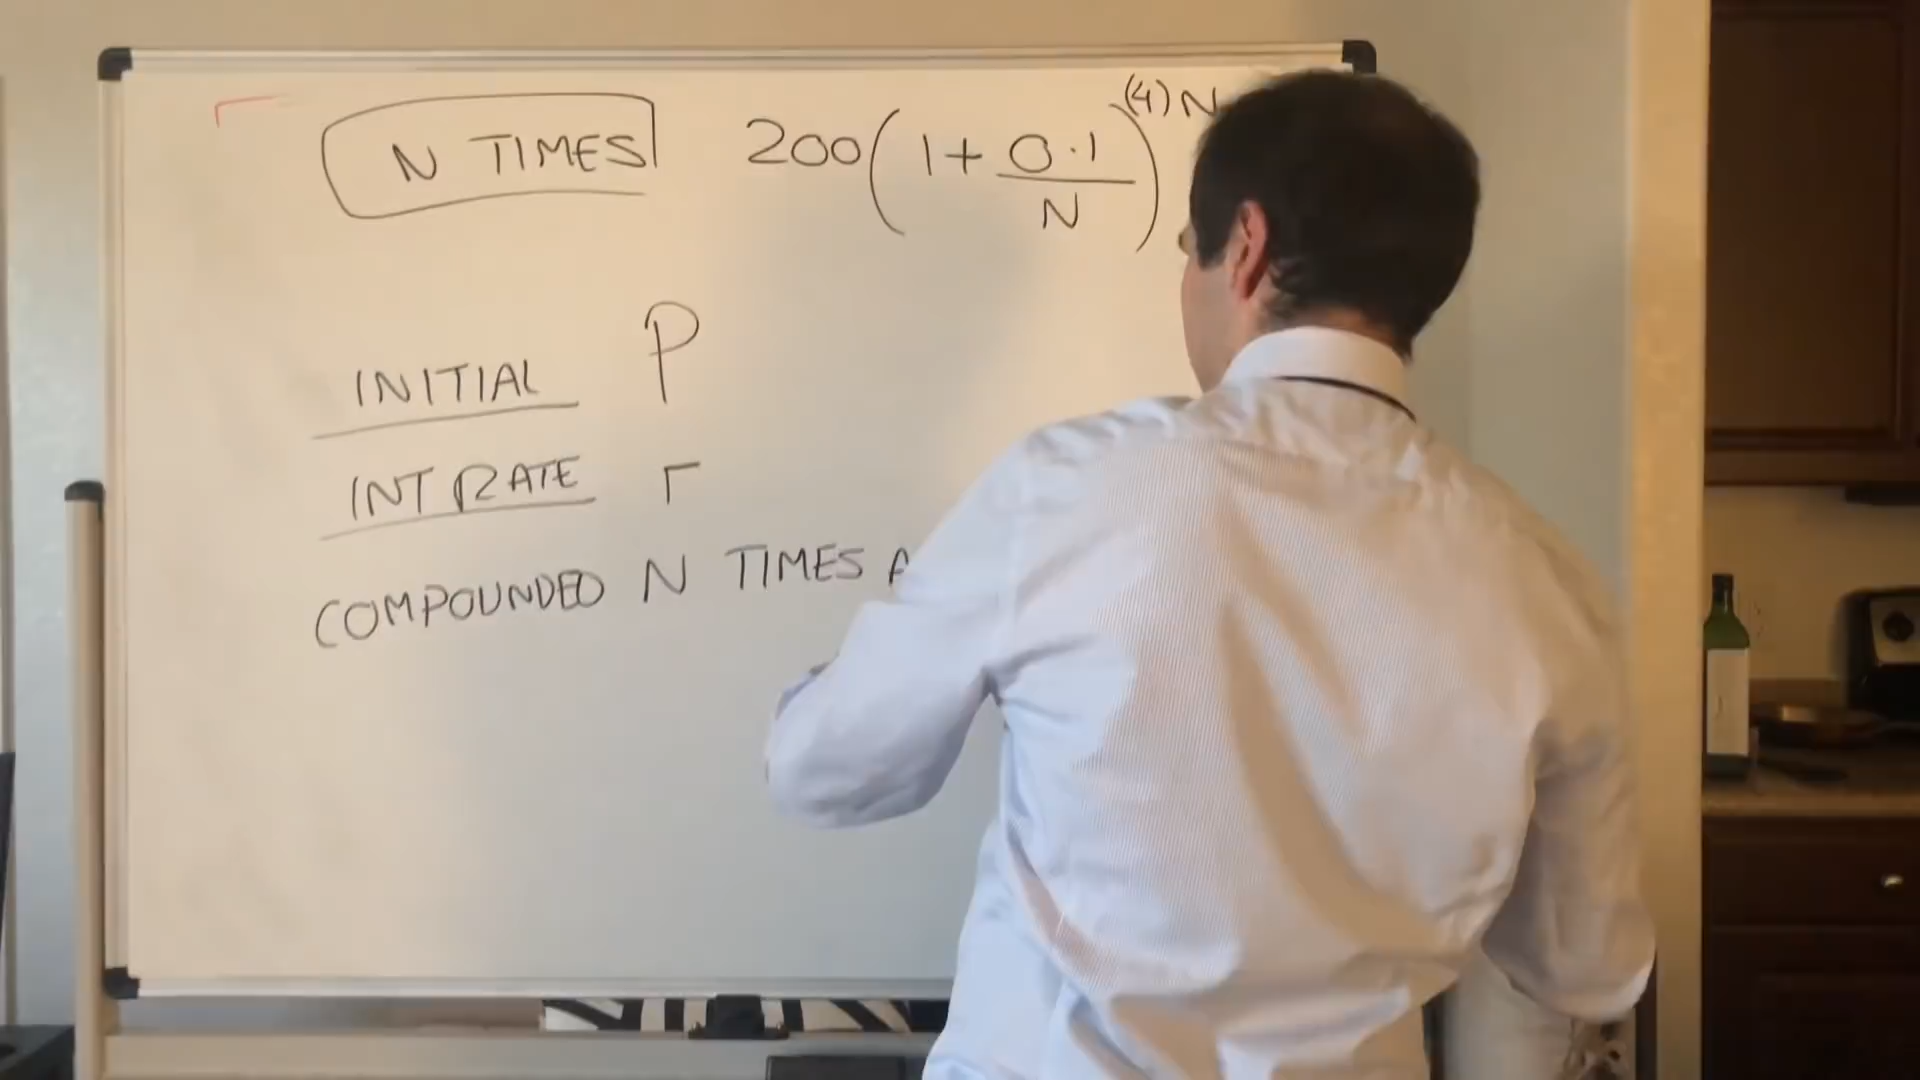 N TIMES 200(1+0.1/N)^(4)N
INITIAL P
INT RATE r
COMPOUNDED N TIMES A